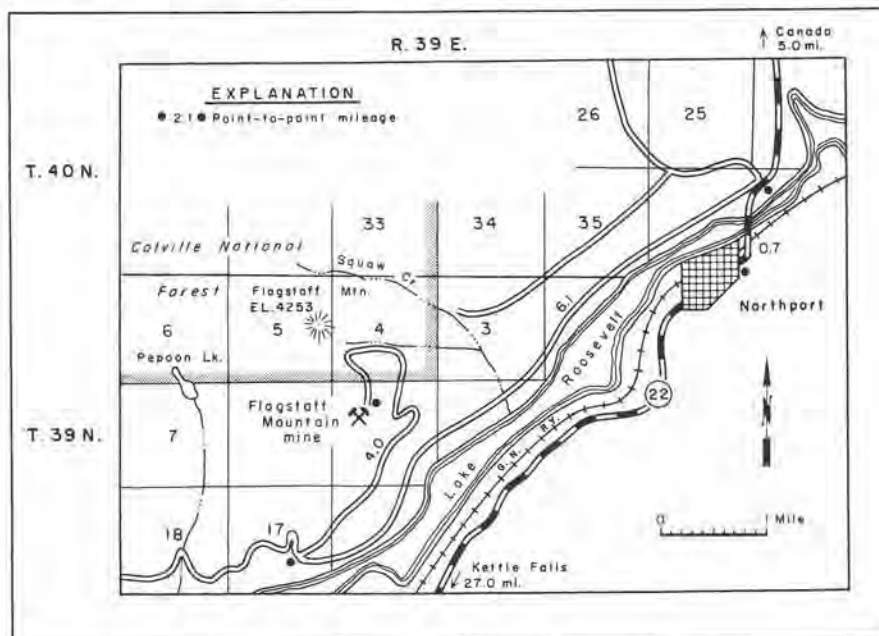 Canada
5.0 mi.
R. 39 E.
EXPLANATION
2.1 Point-to-point mileage
26
25
T. 40 N.
33
34
35
Colville National
Squaw Cr.
0.7
Forest
Flagstaff Mtn.
EL. 4253
6.1
Northport
6
5
4
3
Roosevelt
Pepoon Lk.
22
Flagstaff
Mountain
mine
T. 39 N.
7
4.0
G. N. RY.
Lake
N
18
17
0
1
Mile
Kettle Falls
27.0 mi.